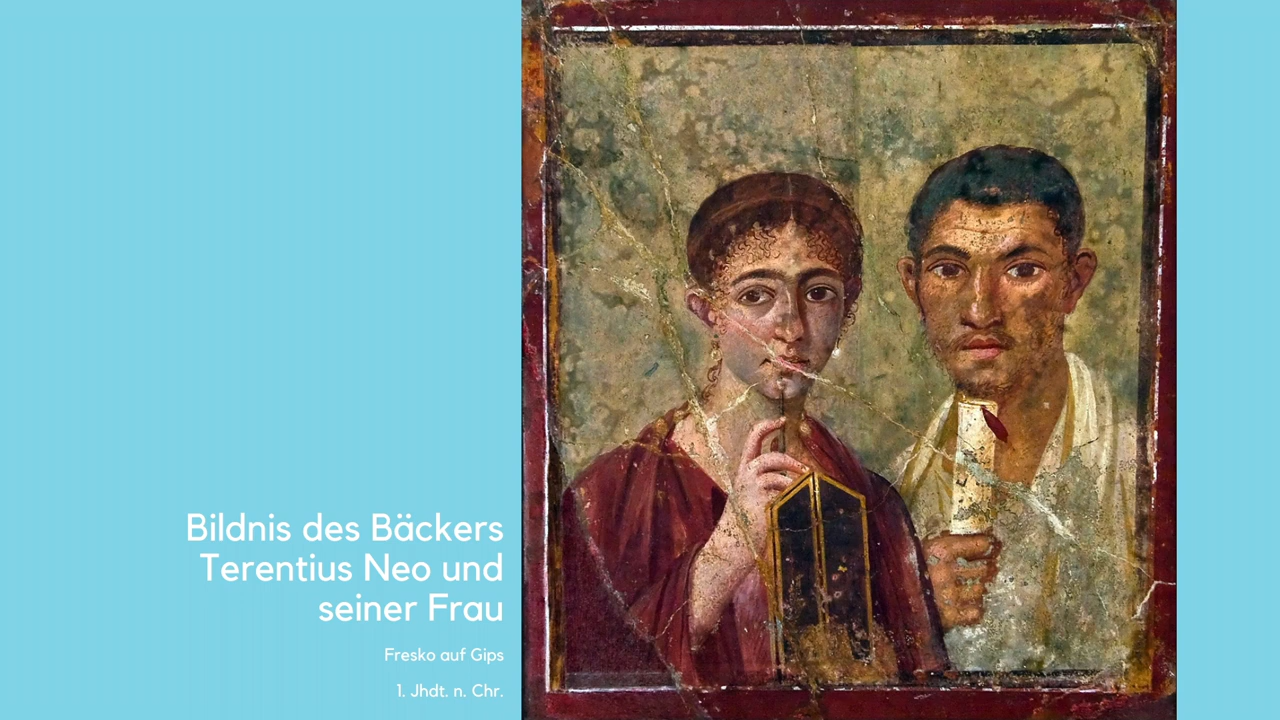 Bildnis des Bäckers
Terentius Neo und
seiner Frau
Fresko auf Gips
1. Jhdt. n. Chr.